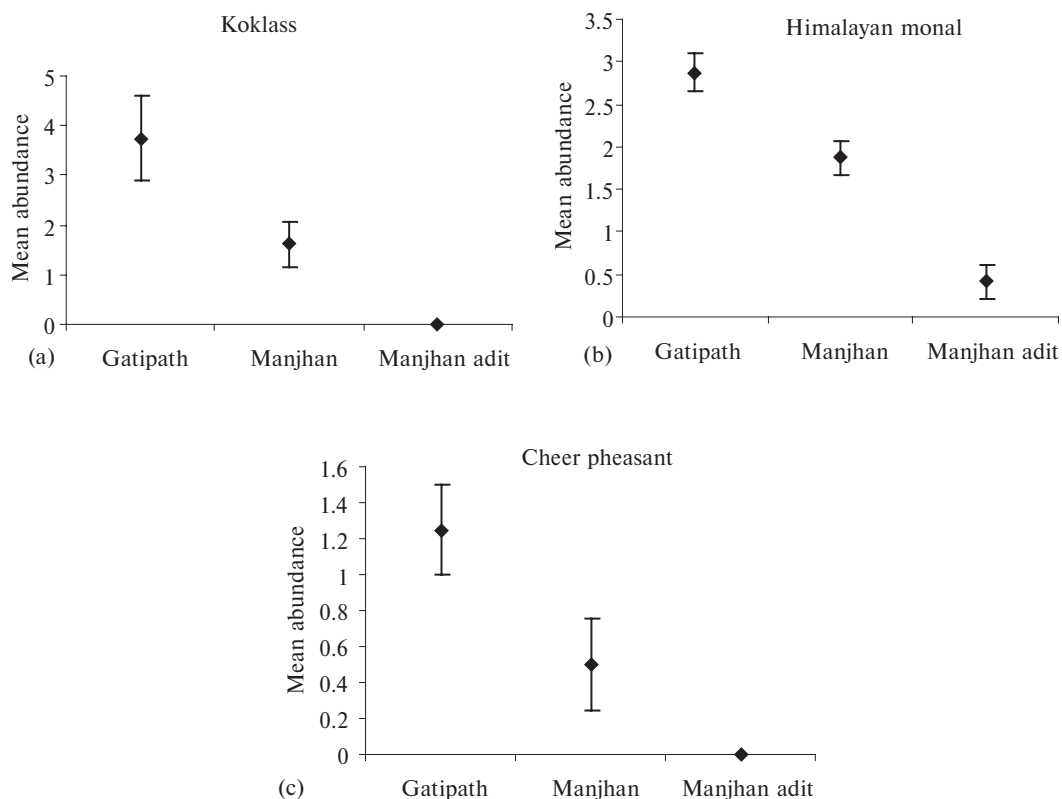 Koklass
Mean abundance
5
4
3
2
1
0
Gatipath Manjhan Manjhan adit
(a)
Himalayan monal
Mean abundance
3.5
3
2.5
2
1.5
1
0.5
0
Gatipath Manjhan Manjhan adit
(b)
Cheer pheasant
Mean abundance
1.6
1.4
1.2
1
0.8
0.6
0.4
0.2
0
Gatipath Manjhan Manjhan adit
(c)